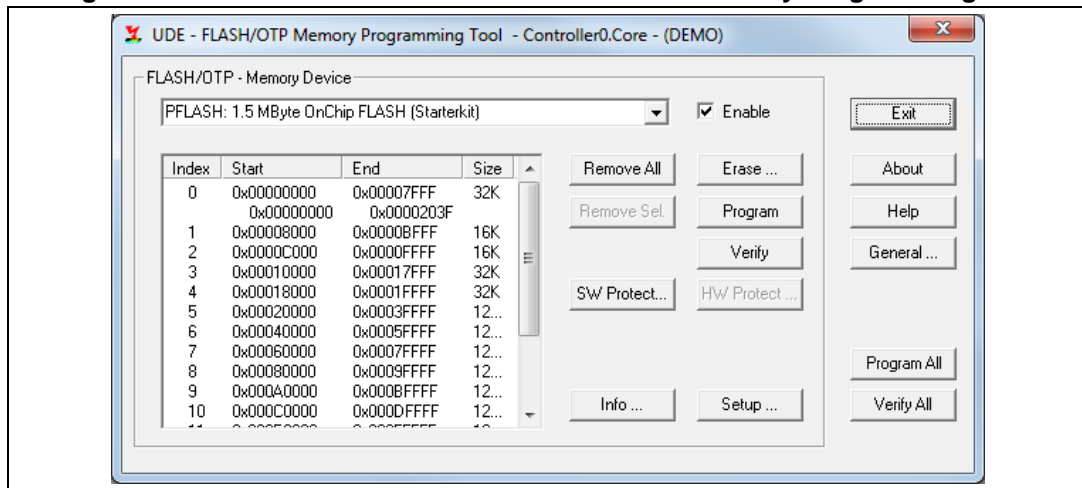 UDE - FLASH/OTP Memory Programming Tool - Controller0.Core - (DEMO)
FLASH/OTP - Memory Device
PFLASH: 1.5 MByte OnChip FLASH (Starterkit)
Enable
Exit
Index Start End Size
0 0x00000000 0x00007FFF 32K
0x00000000 0x0000203F
1 0x00008000 0x0000BFFF 16K
2 0x0000C000 0x0000FFFF 16K
3 0x00010000 0x00017FFF 32K
4 0x00018000 0x0001FFFF 32K
5 0x00020000 0x0003FFFF 12...
6 0x00040000 0x0005FFFF 12...
7 0x00060000 0x0007FFFF 12...
8 0x00080000 0x0009FFFF 12...
9 0x000A0000 0x000BFFFF 12...
10 0x000C0000 0x000DFFFF 12...
Remove All Erase ... About
Remove Sel. Program Help
Verify General ...
SW Protect... HW Protect ...
Program All
Info ... Setup ... Verify All